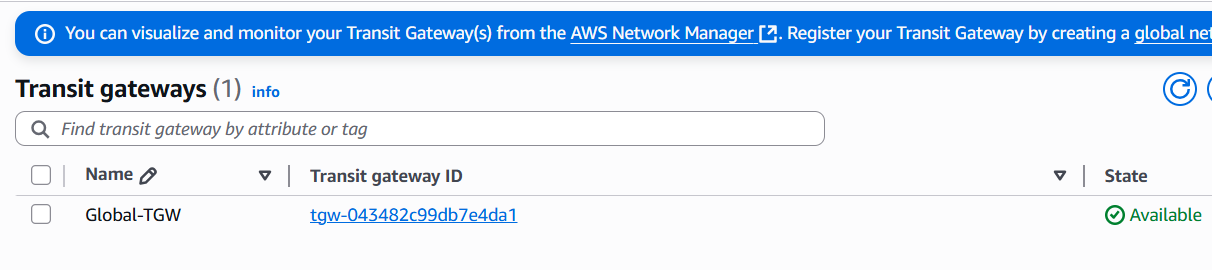 You can visualize and monitor your Transit Gateway(s) from the AWS Network Manager. Register your Transit Gateway by creating a global net
Transit gateways (1) info
Find transit gateway by attribute or tag
Name Transit gateway ID State
Global-TGW tgw-043482c99db7e4da1 Available